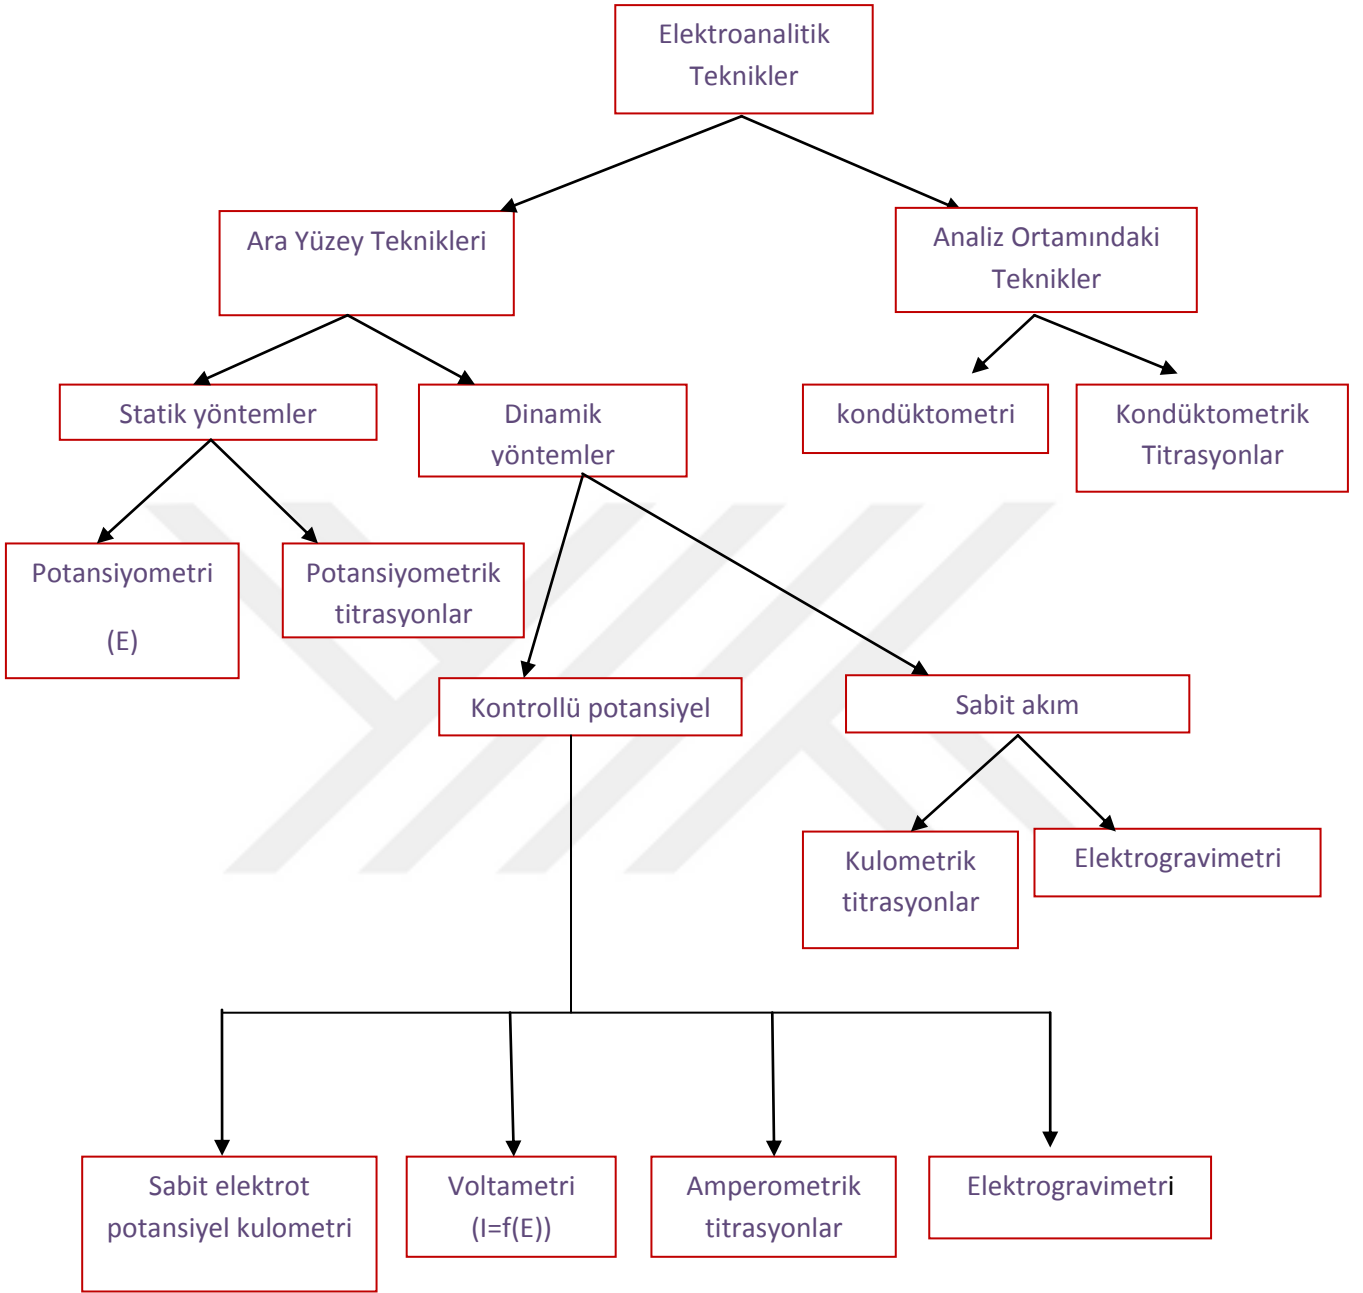 Elektroanalitik
Teknikler
Ara Yüzey Teknikleri
Analiz Ortamındaki
Teknikler
Statik yöntemler
Dinamik
yöntemler
kondüktometri
Kondüktometrik
Titrasyonlar
Potansiyometri
(E)
Potansiyometrik
titrasyonlar
Kontrollü potansiyel
Sabit akım
Kulometrik
titrasyonlar
Elektrogravimetri
Sabit elektrot
potansiyel kulometri
Voltametri
(I=f(E))
Amperometrik
titrasyonlar
Elektrogravimetri